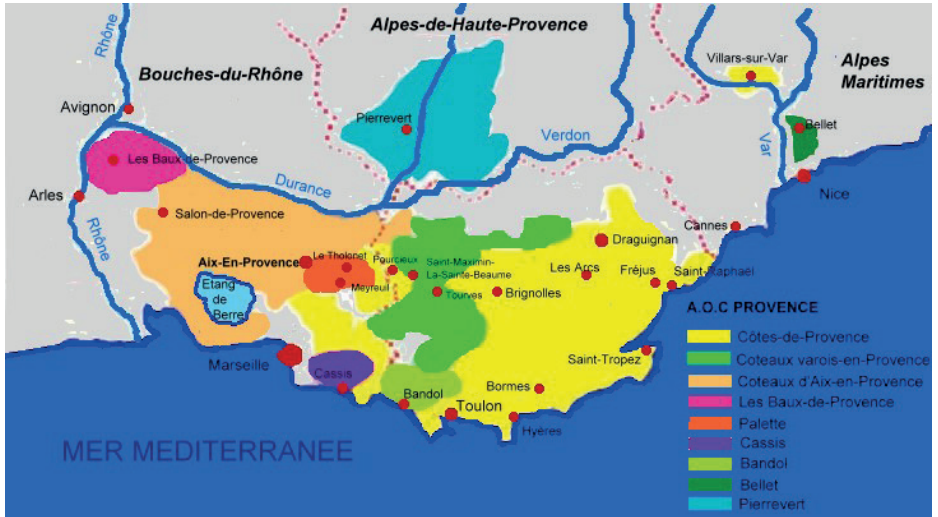 Rhône
Alpes-de-Haute-Provence
Villars-sur-Var
Alpes
Maritimes
Bouches-du-Rhône
Avignon
Pierrevert
Bellet
Verdon
Var
Les Baux-de-Provence
Durance
Nice
Arles
Salon-de-Provence
Cannes
Rhône
Draguignan
Aix-En-Provence
Le Tholonet
Pourcieux
Saint-Maximin-
La-Sainte-Beaume
Les Arcs
Fréjus
Saint-Raphaël
Meyreuil
Tourves
Brignolles
Etang
de
Berre
A.O.C PROVENCE
Côtes-de-Provence
Marseille
Saint-Tropez
Coteaux varois-en-Provence
Cassis
Coteaux d'Aix-en-Provence
Bandol
Bormes
Les Baux-de-Provence
Toulon
Palette
Hyères
MER MEDITERRANEE
Cassis
Bandol
Bellet
Pierrevert